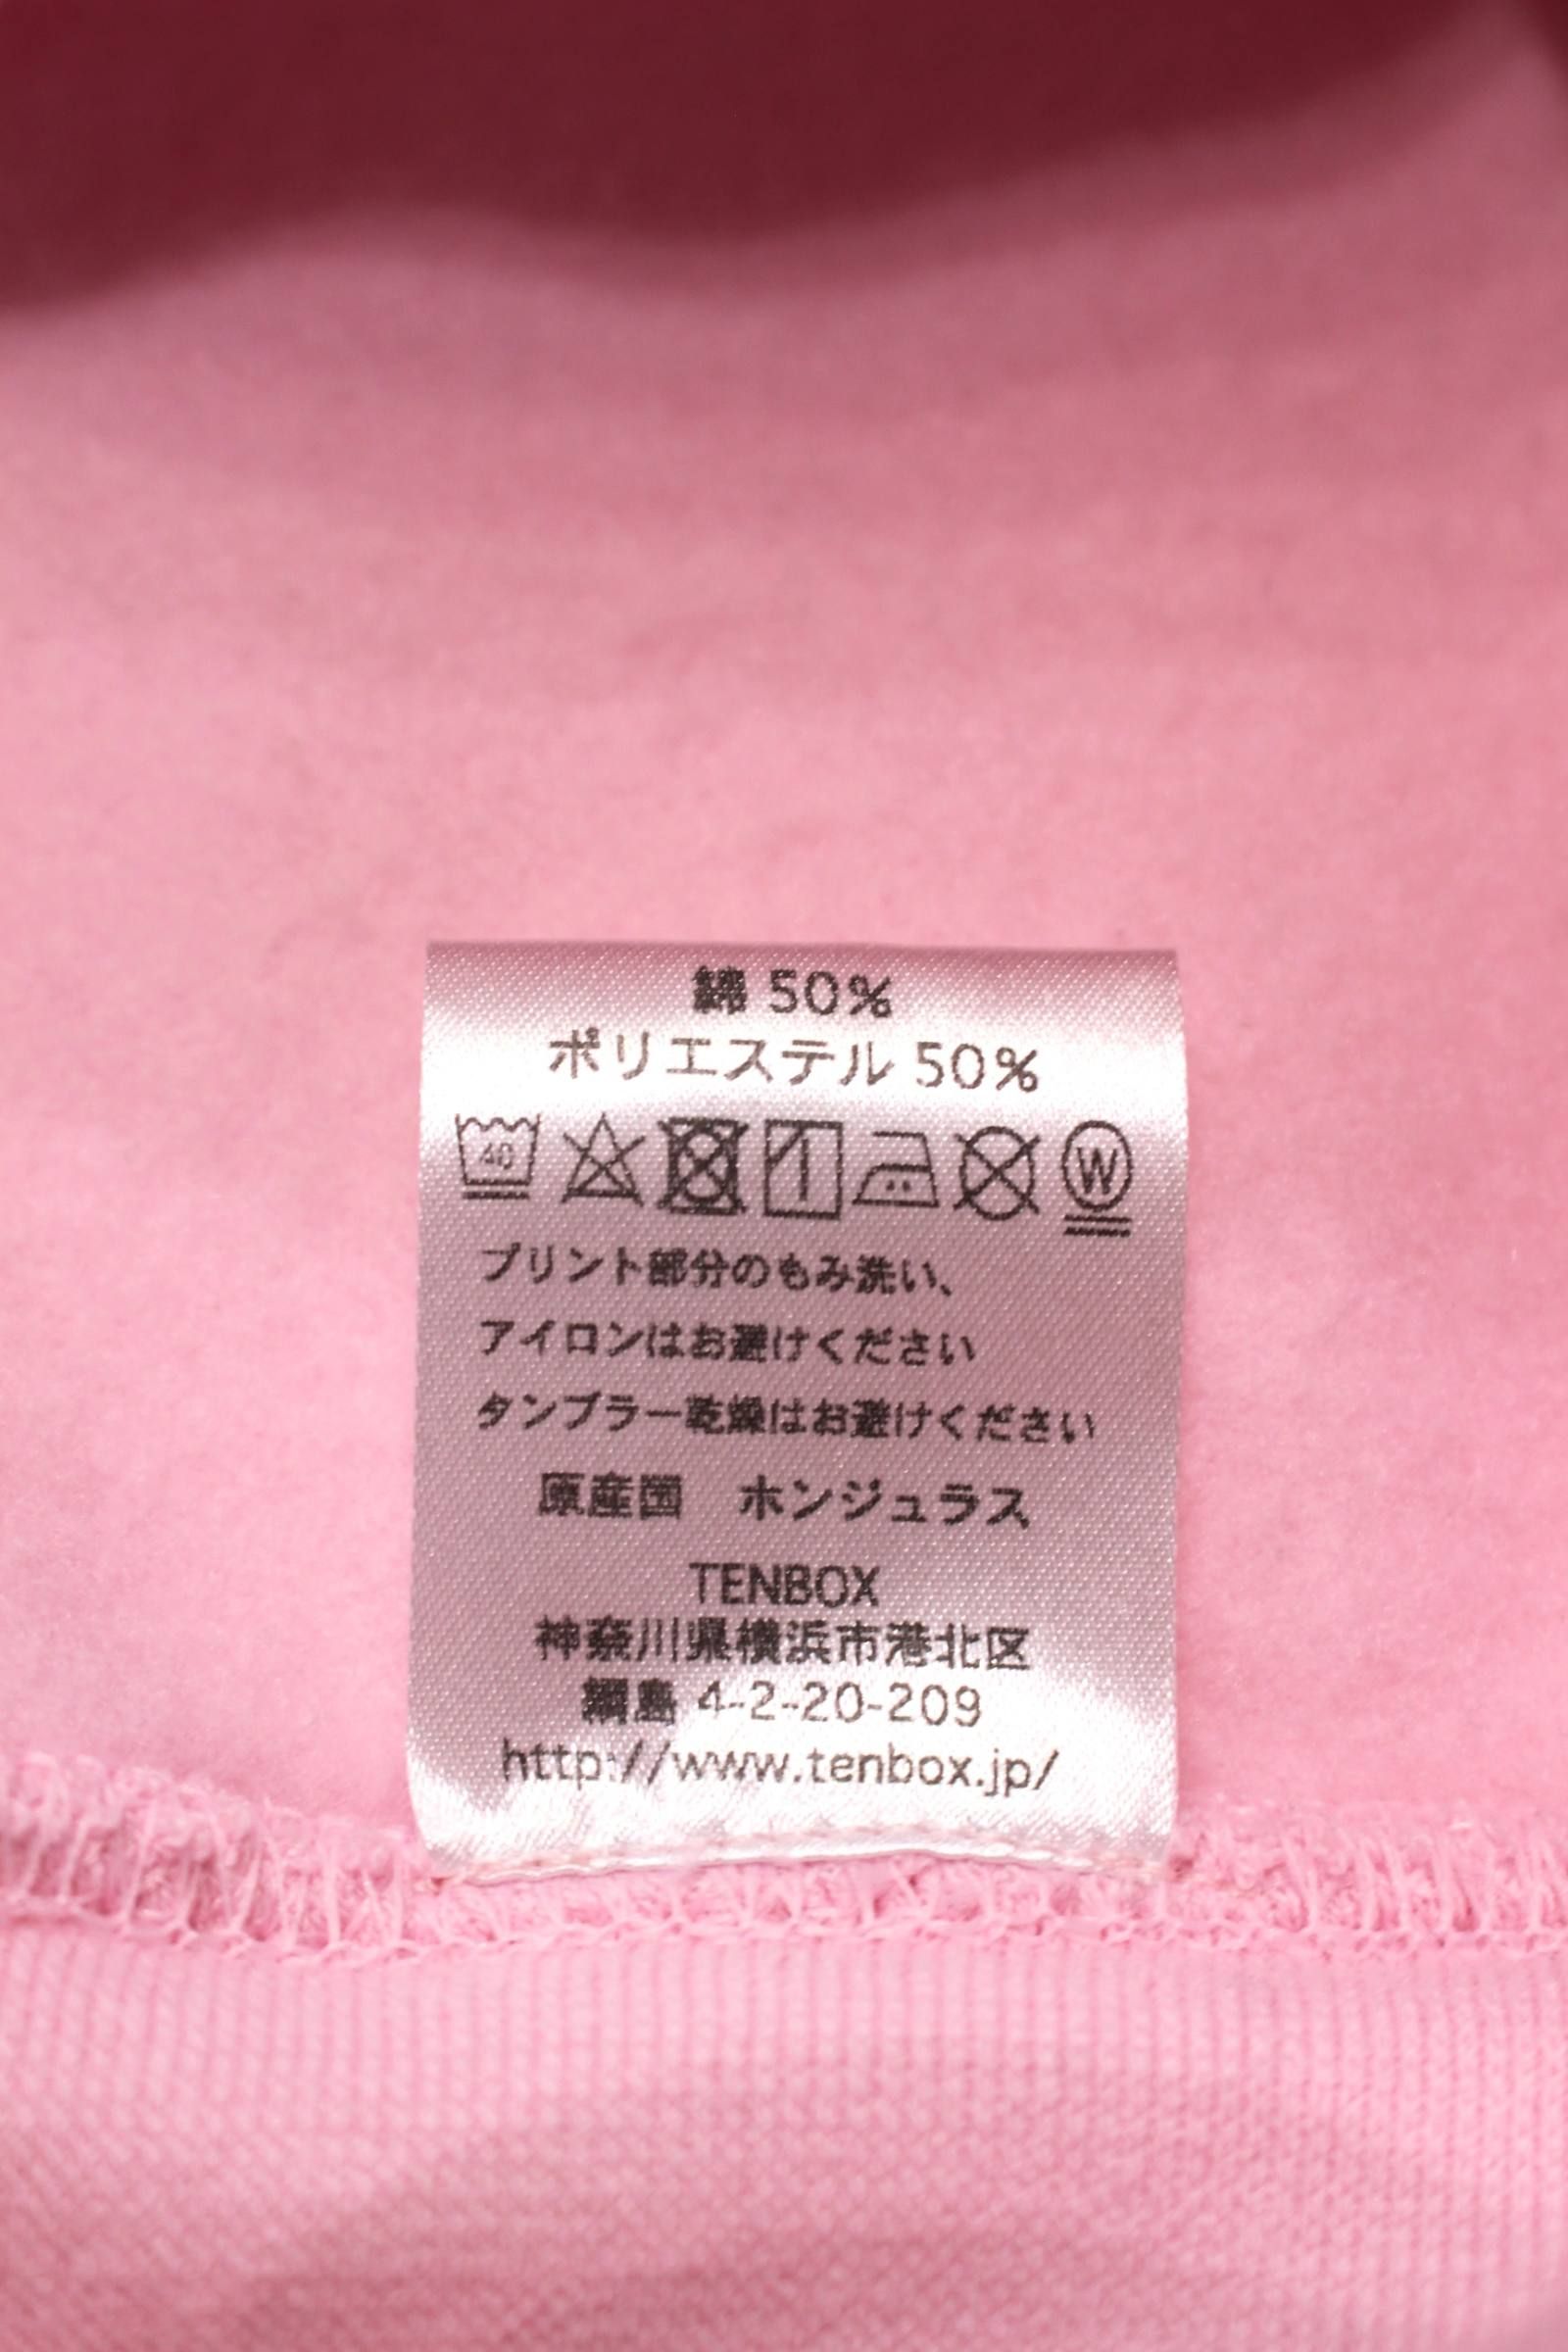 綿 50%
ポリエステル 50%
40 W
プリント部分のもみ洗い、
アイロンはお避けください
タンブラー乾燥はお避けください
原産国　ホンジュラス
TENBOX
神奈川県横浜市港北区
綱島 4-2-20-209
http://www.tenbox.jp/